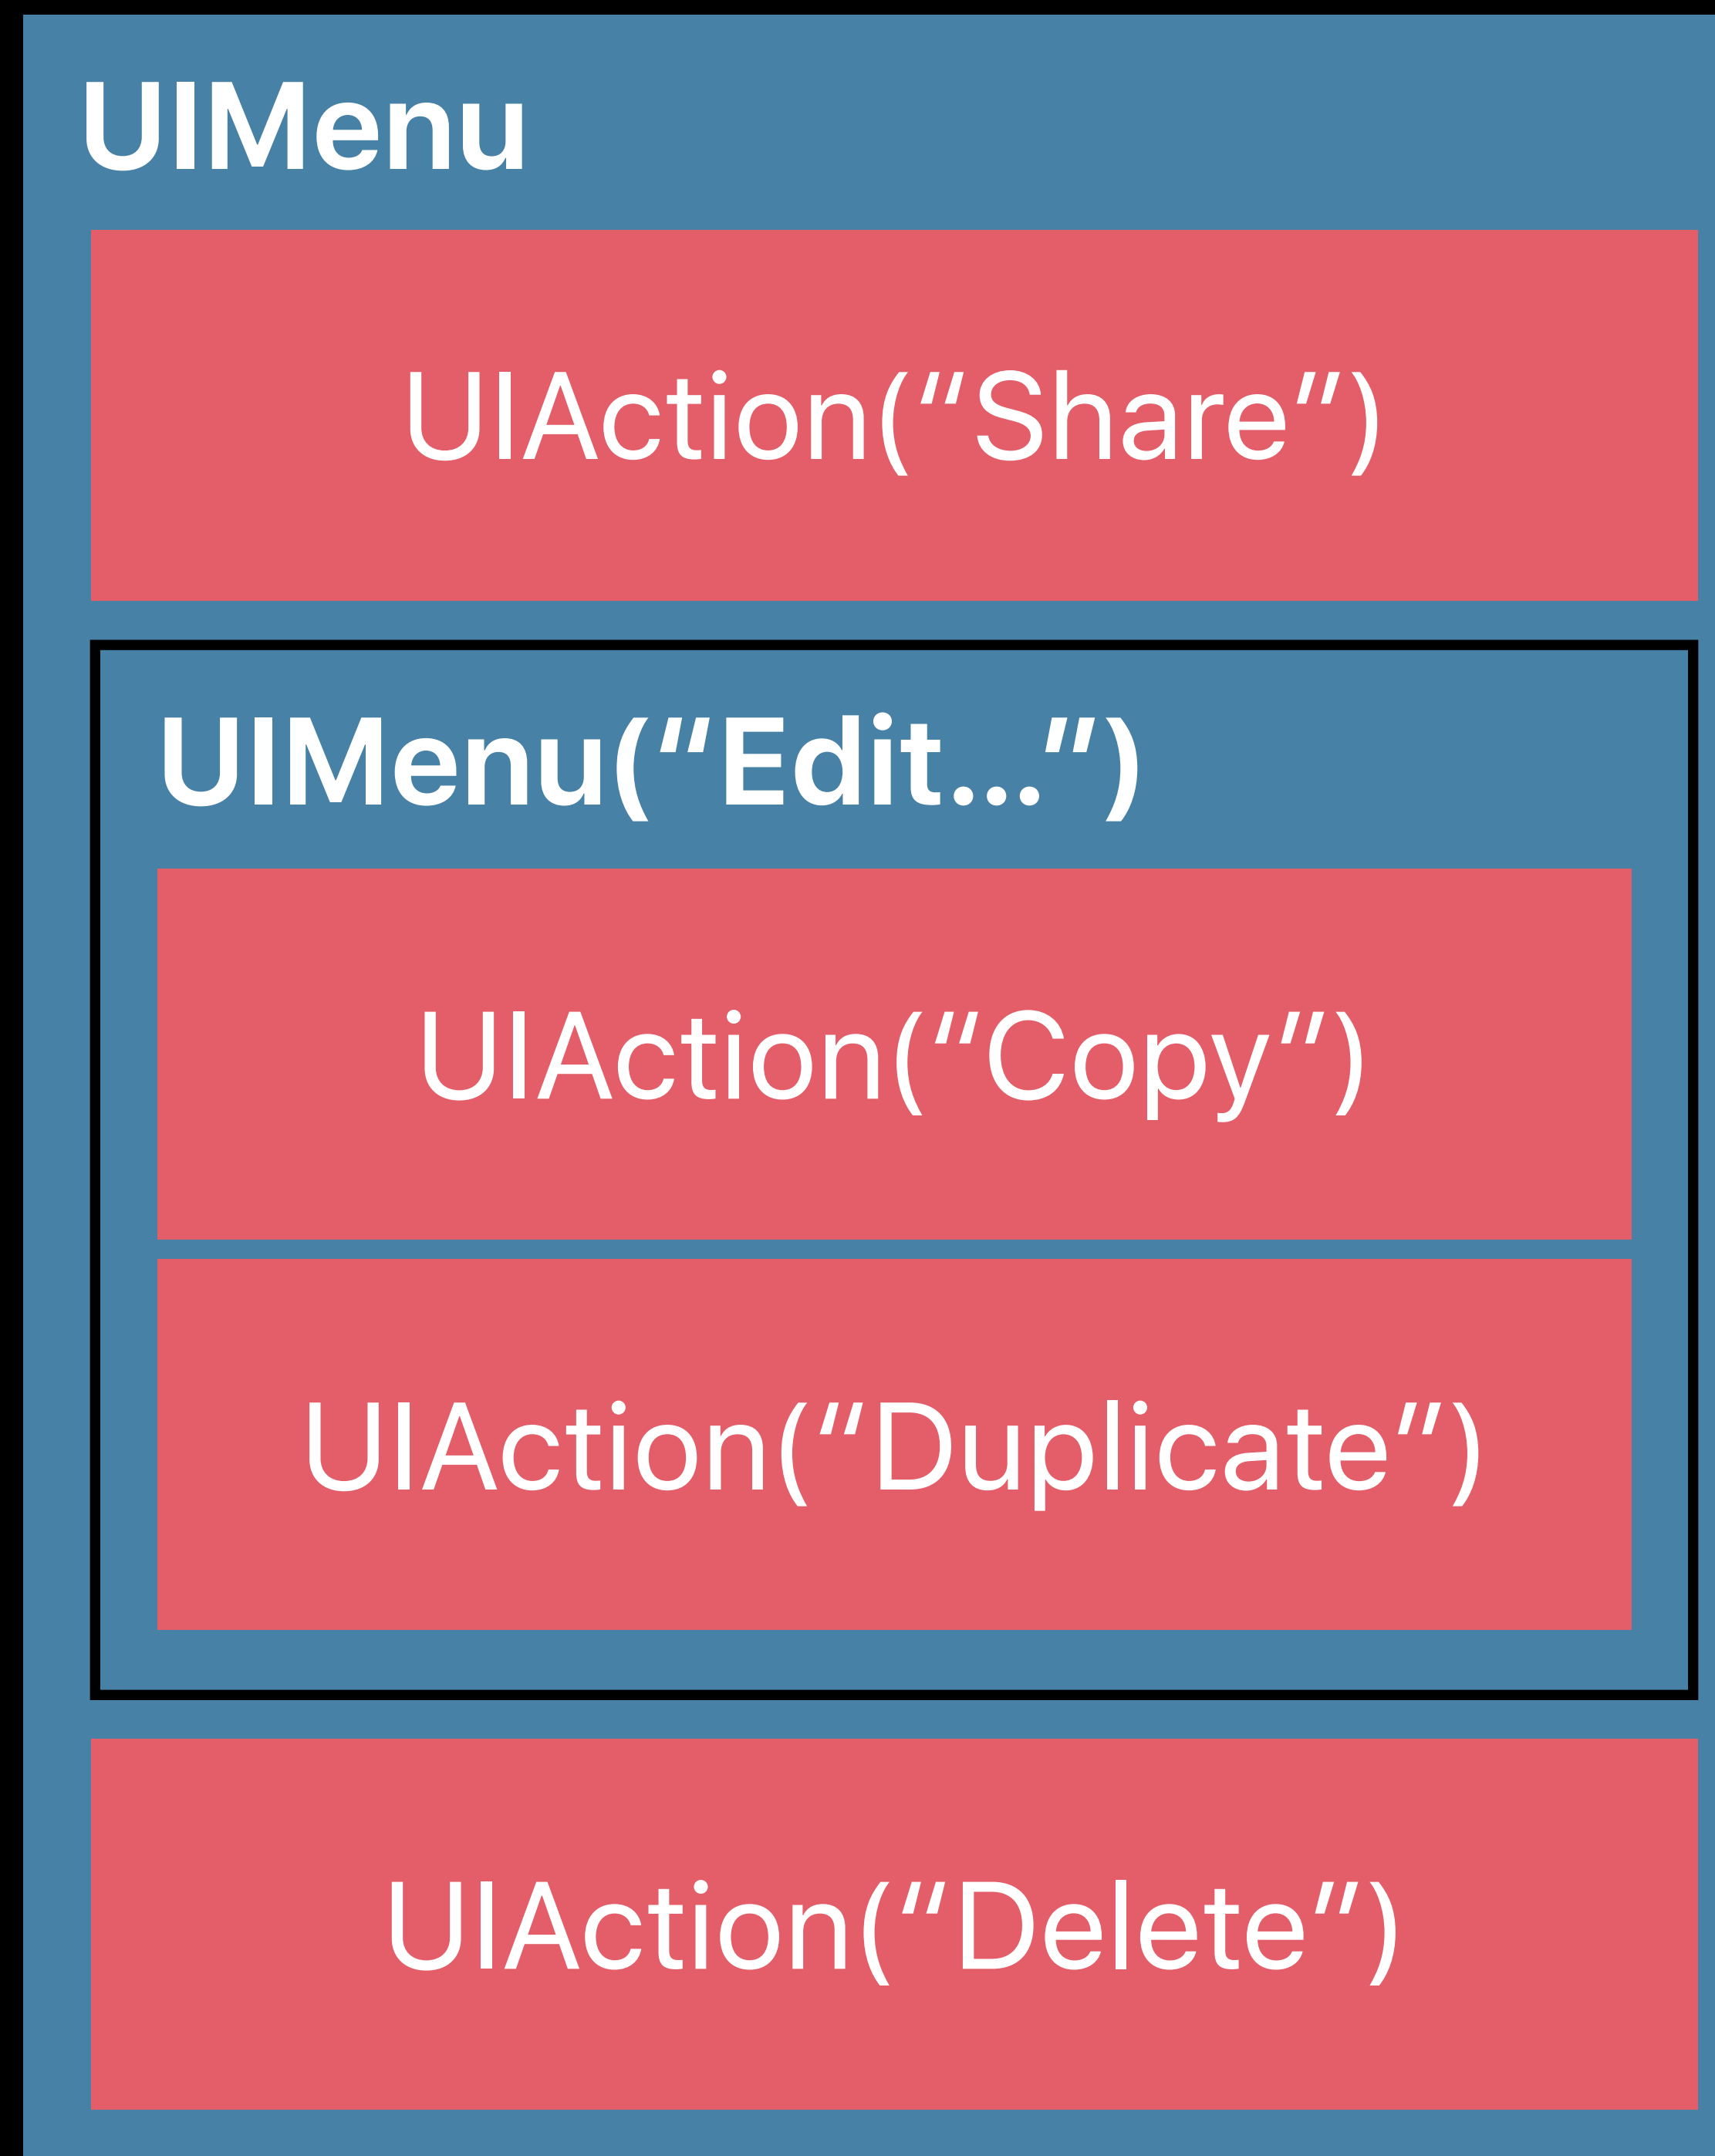 UIMenu
UIAction(“Share”)
UIMenu(“Edit…”)
UIAction(“Copy”)
UIAction(“Duplicate”)
UIAction(“Delete”)